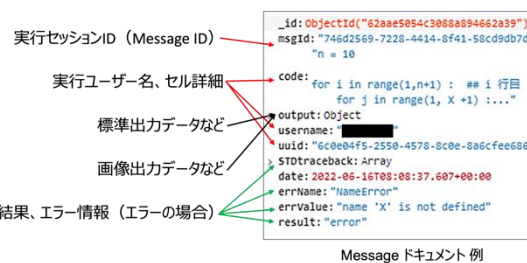 実行セッションID（Message ID）
実行ユーザー名、セル詳細
標準出力データなど
画像出力データなど
結果、エラー情報（エラーの場合）
_id: ObjectId("62aae5054c3088a894662a39")
msgId: "746d2569-7228-4414-8f41-58cd9db7d
"n = 10
code:
for i in range(1,n+1) :  ## i 行目
for j in range(1, X +1) :..."
output: Object
username: "
uuid: "6c0e04f5-2550-4578-8c0e-8a6cfee686
> STDtraceback: Array
date: 2022-06-16T08:08:37.607+00:00
errName: "NameError"
errValue: "name 'X' is not defined"
result: "error"
Message ドキュメント 例